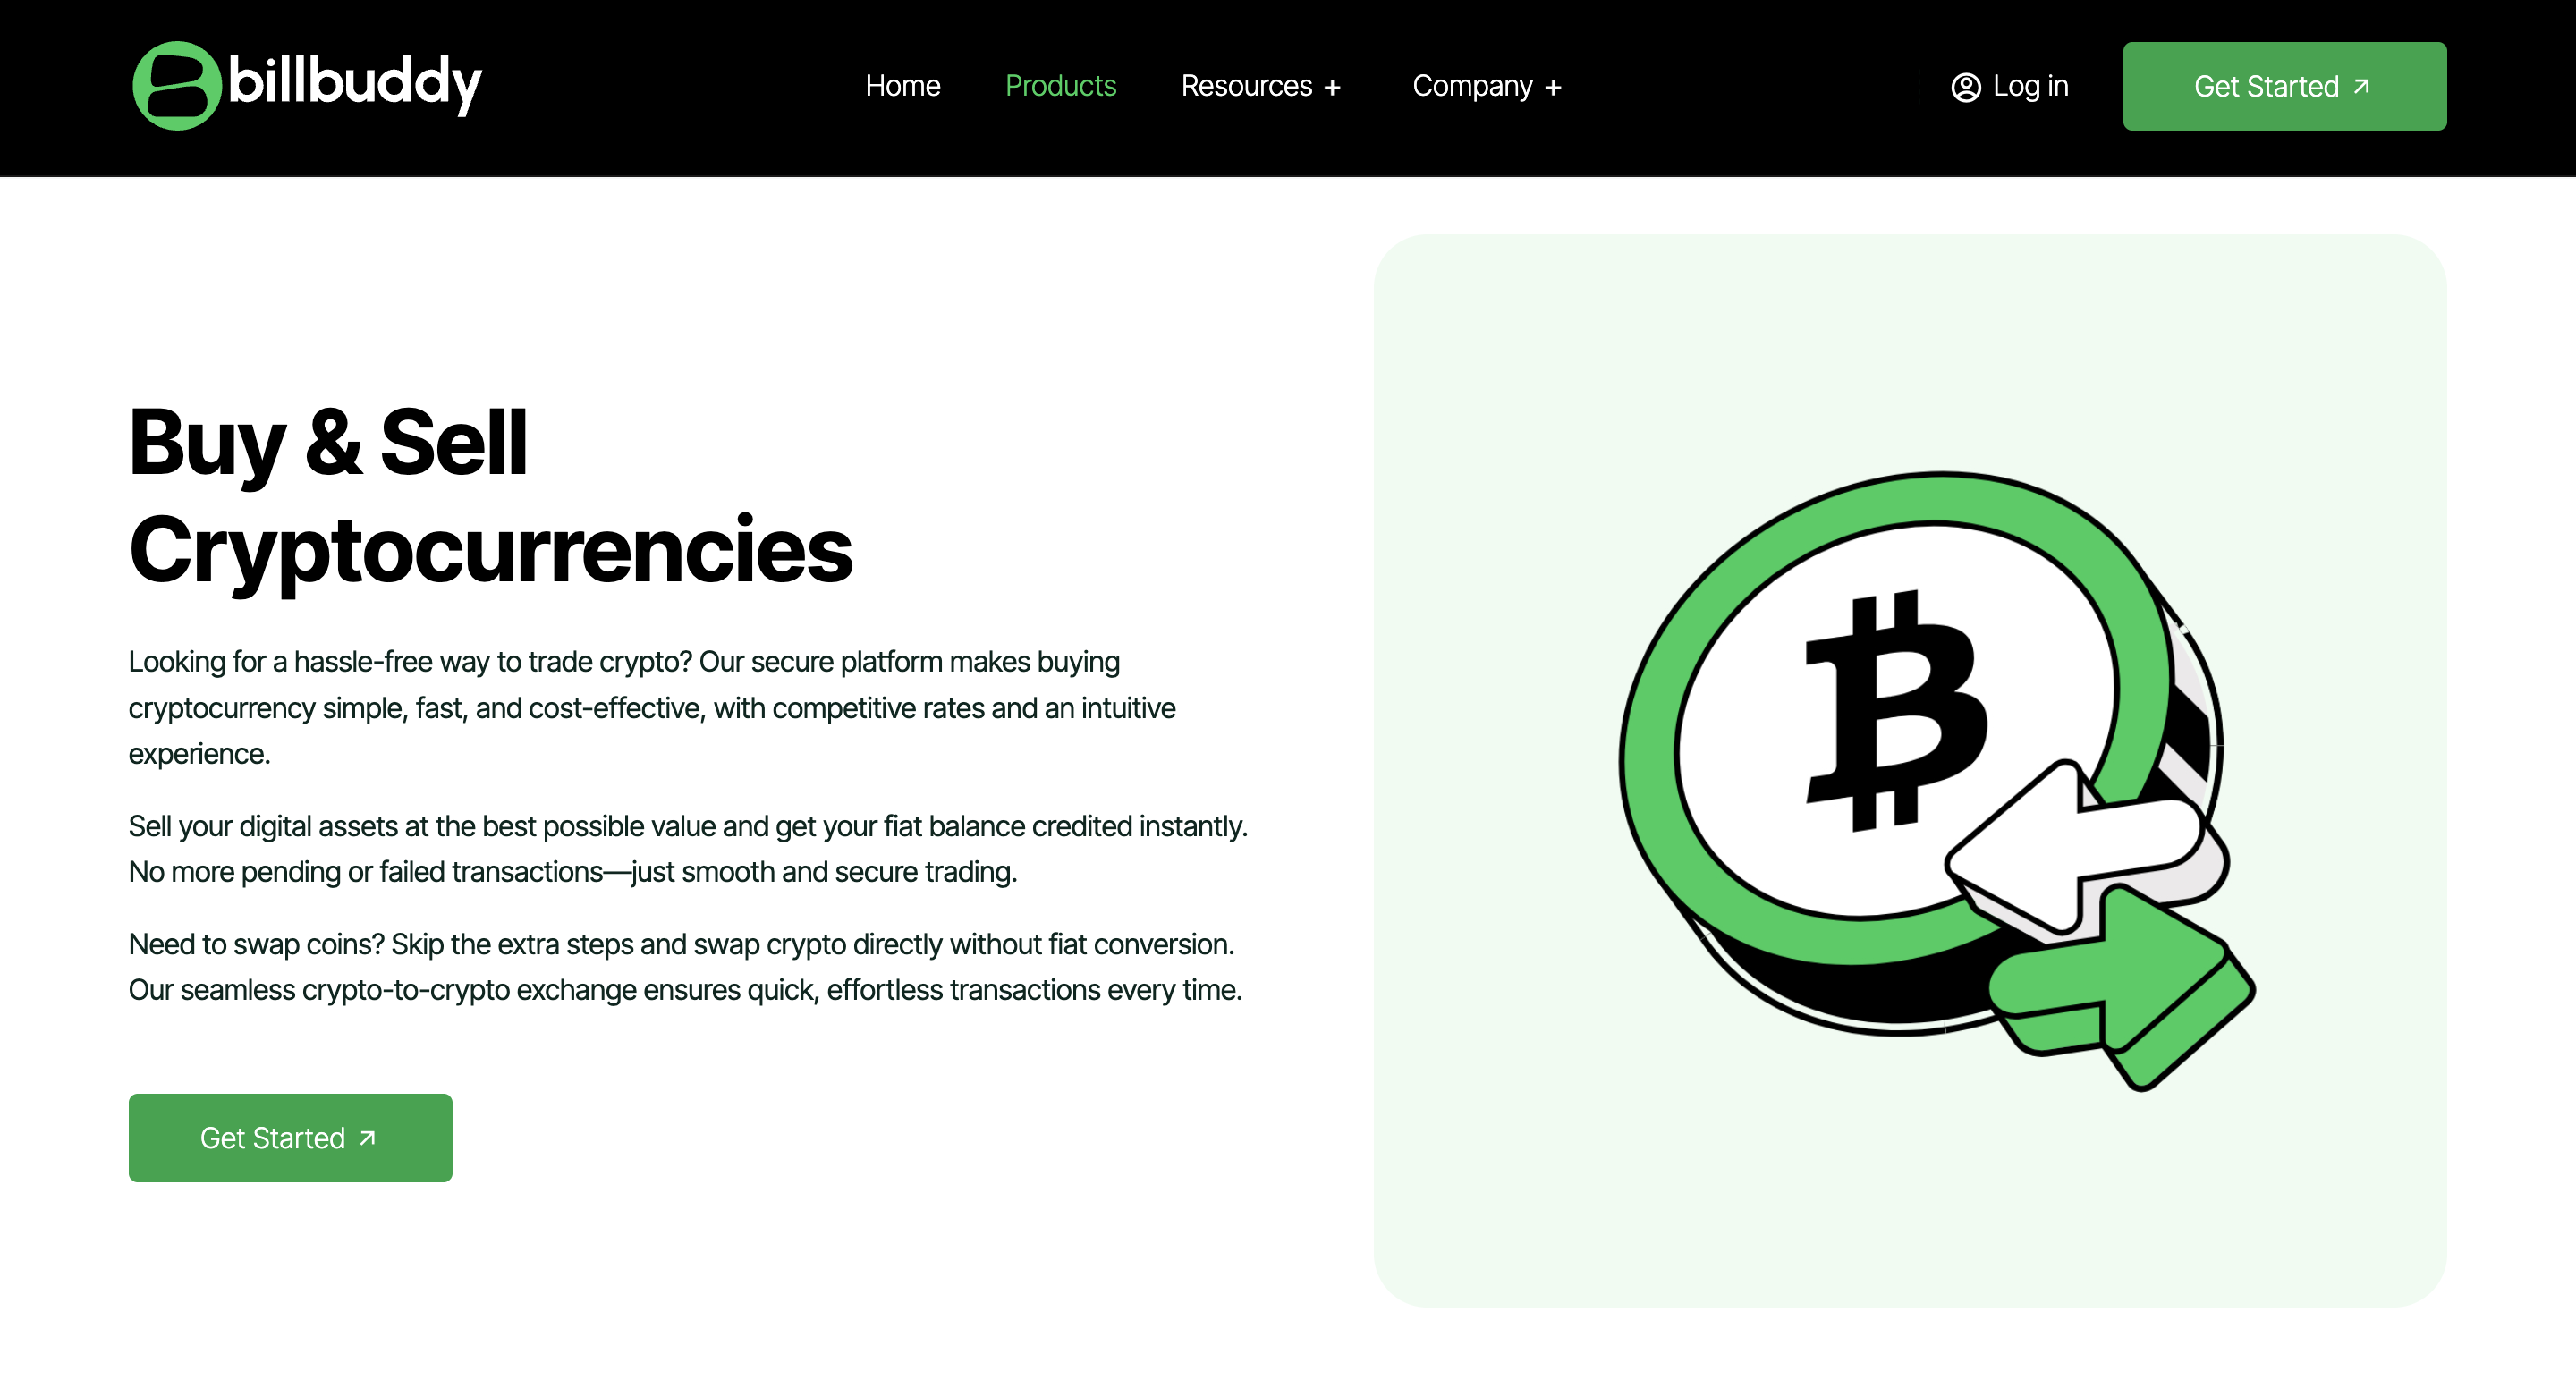 billbuddy
Home Products Resources + Company + Log in Get Started ↗
Buy & Sell
Cryptocurrencies
Looking for a hassle-free way to trade crypto? Our secure platform makes buying
cryptocurrency simple, fast, and cost-effective, with competitive rates and an intuitive
experience.
Sell your digital assets at the best possible value and get your fiat balance credited instantly.
No more pending or failed transactions—just smooth and secure trading.
Need to swap coins? Skip the extra steps and swap crypto directly without fiat conversion.
Our seamless crypto-to-crypto exchange ensures quick, effortless transactions every time.
Get Started ↗